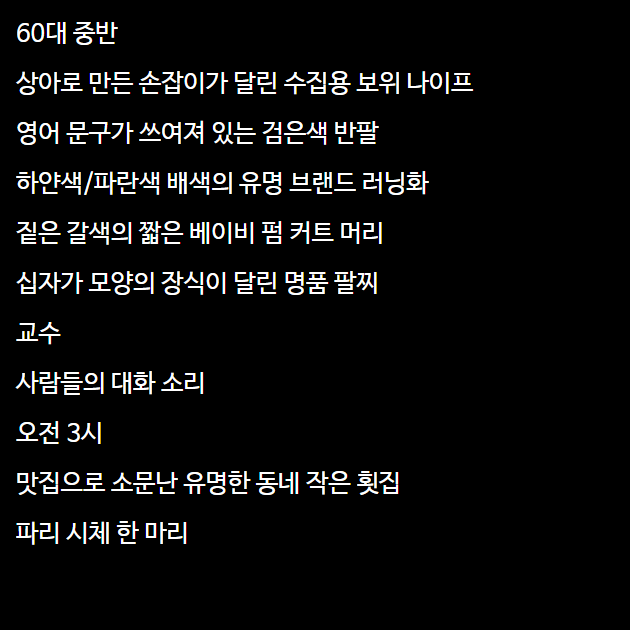 60대 중반
상아로 만든 손잡이가 달린 수집용 보위 나이프
영어 문구가 쓰여져 있는 검은색 반팔
하얀색/파란색 배색의 유명 브랜드 러닝화
짙은 갈색의 짧은 베이비 펌 커트 머리
십자가 모양의 장식이 달린 명품 팔찌
교수
사람들의 대화 소리
오전 3시
맛집으로 소문난 유명한 동네 작은 횟집
파리 시체 한 마리